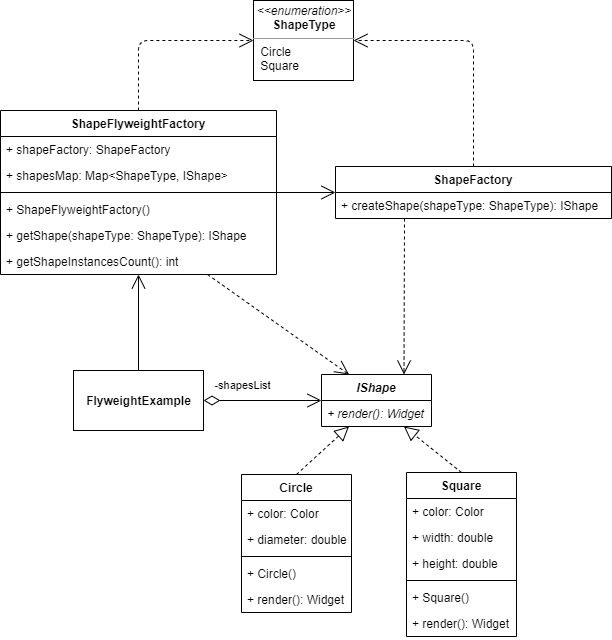 <<enumeration>>
ShapeType
Circle
Square
ShapeFlyweightFactory
+ shapeFactory: ShapeFactory
+ shapesMap: Map<ShapeType, IShape>
+ ShapeFlyweightFactory()
+ getShape(shapeType: ShapeType): IShape
+ getShapeInstancesCount(): int
ShapeFactory
+ createShape(shapeType: ShapeType): IShape
FlyweightExample
-shapesList
IShape
+ render(): Widget
Circle
+ color: Color
+ diameter: double
+ Circle()
+ render(): Widget
Square
+ color: Color
+ width: double
+ height: double
+ Square()
+ render(): Widget